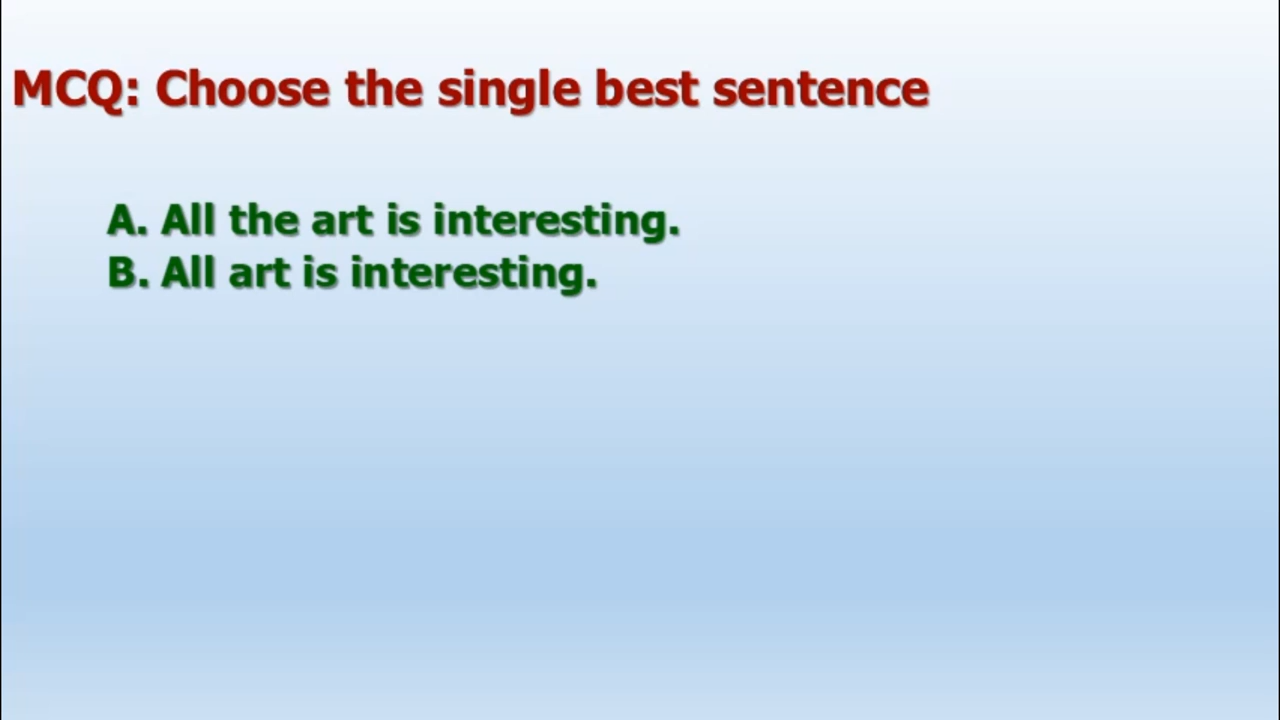 MCQ: Choose the single best sentence
A. All the art is interesting.
B. All art is interesting.